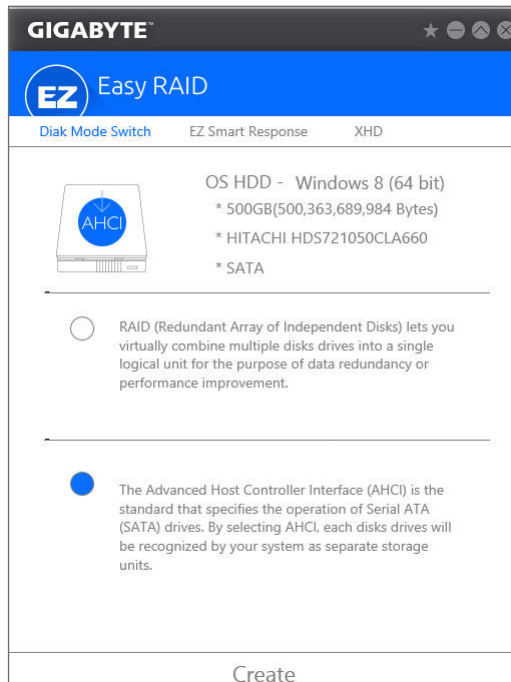 GIGABYTE™
EZ Easy RAID
Diak Mode Switch EZ Smart Response XHD
AHCI
OS HDD - Windows 8 (64 bit)
* 500GB(500,363,689,984 Bytes)
* HITACHI HDS721050CLA660
* SATA
RAID (Redundant Array of Independent Disks) lets you
virtually combine multiple disks drives into a single
logical unit for the purpose of data redundancy or
performance improvement.
The Advanced Host Controller Interface (AHCI) is the
standard that specifies the operation of Serial ATA
(SATA) drives. By selecting AHCI, each disks drives will
be recognized by your system as separate storage
units.
Create